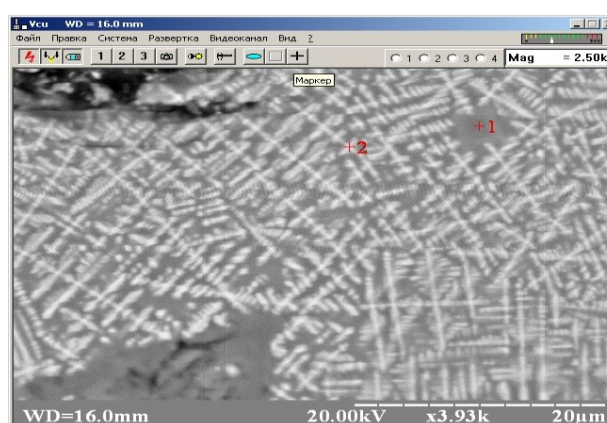 Vcu WD = 16.0 mm
Файл Правка Система Развертка Видеоканал Вид ?
1 2 3 1 2 3 4 Mag = 2.50k
Маркер
+1
+2
WD=16.0mm 20.00kV x3.93k 20µm